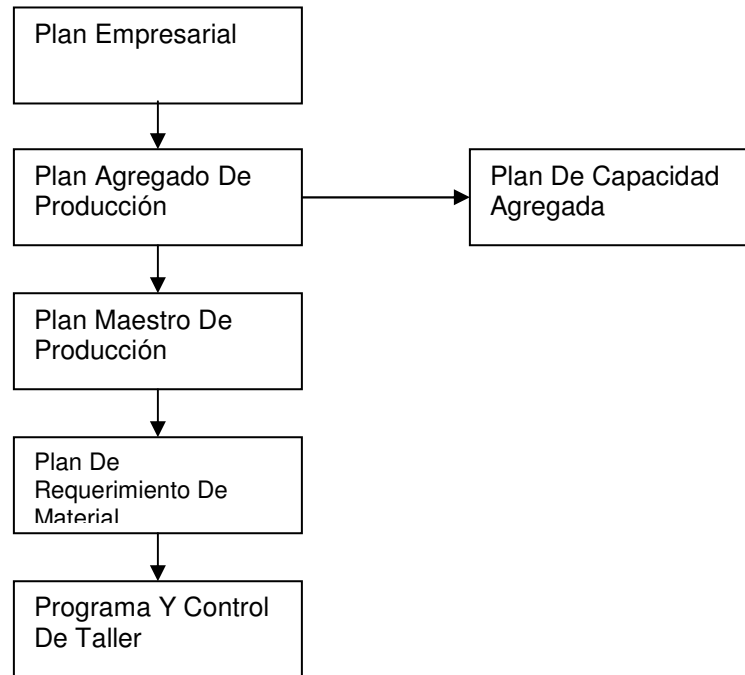 Plan Empresarial
Plan Agregado De
Producción
Plan De Capacidad
Agregada
Plan Maestro De
Producción
Plan De
Requerimiento De
Material
Programa Y Control
De Taller